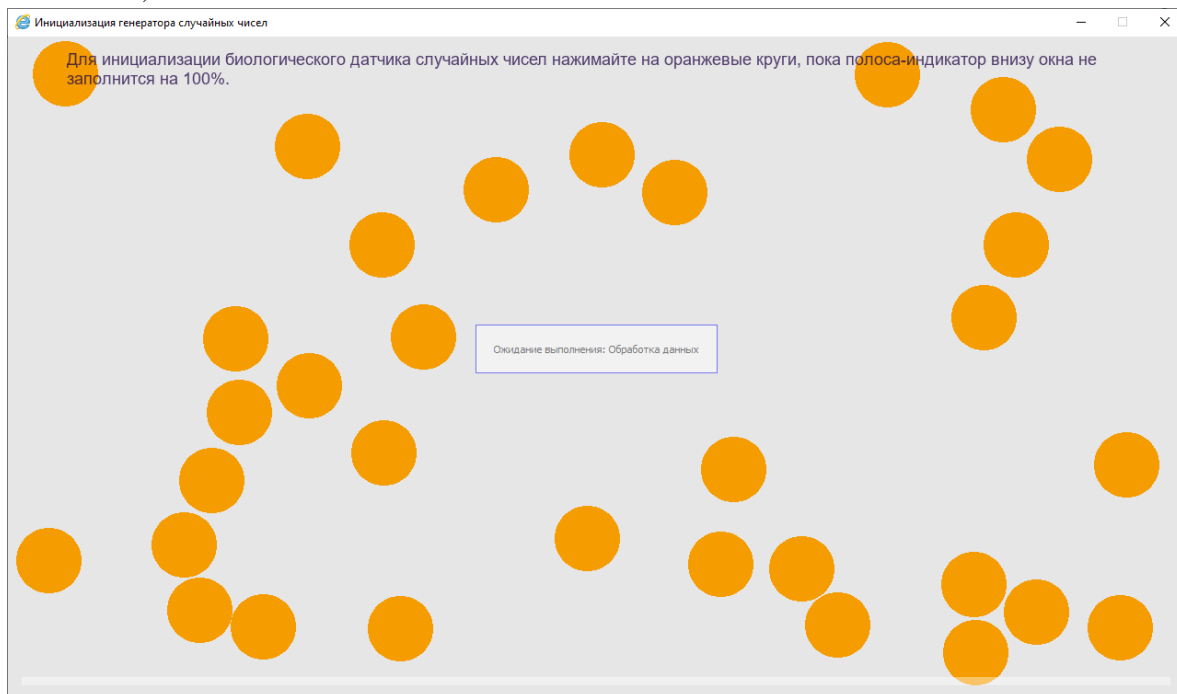 Инициализация генератора случайных чисел
Для инициализации биологического датчика случайных чисел нажимайте на оранжевые круги, пока полоса-индикатор внизу окна не
заполнится на 100%.
Ожидание выполнения: Обработка данных